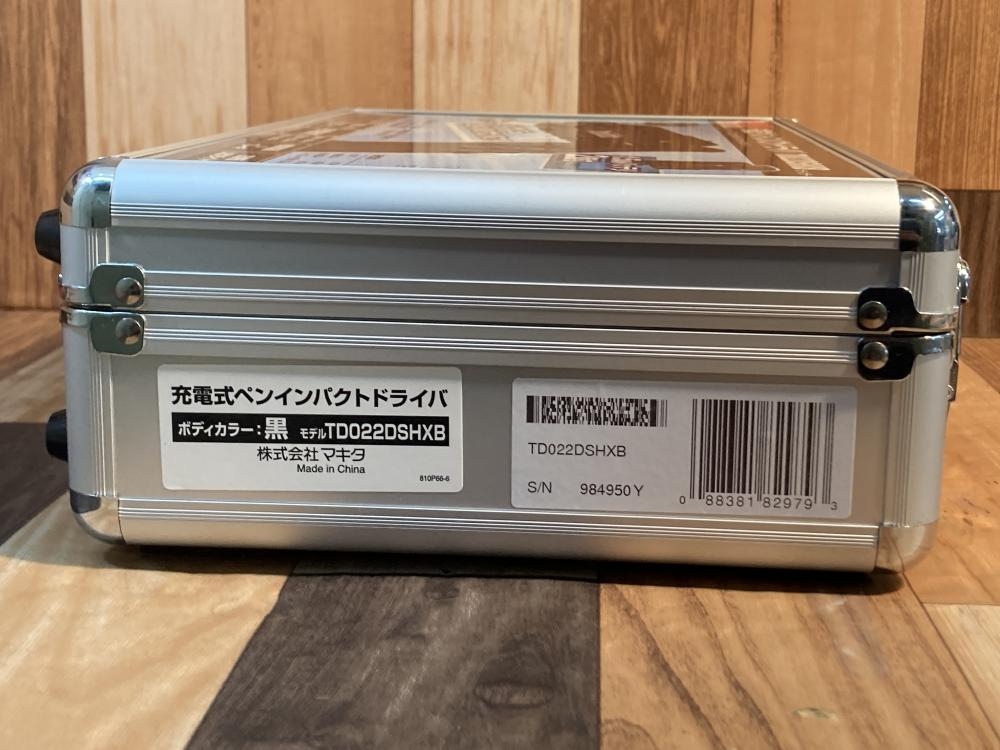 充電式ペンインパクトドライバ
ボディカラー：黒 モデルTD022DSHXB
株式会社マキタ
Made in China
810P66-6
TD022DSHXB
S/N 984950Y
0 88381 82979 3